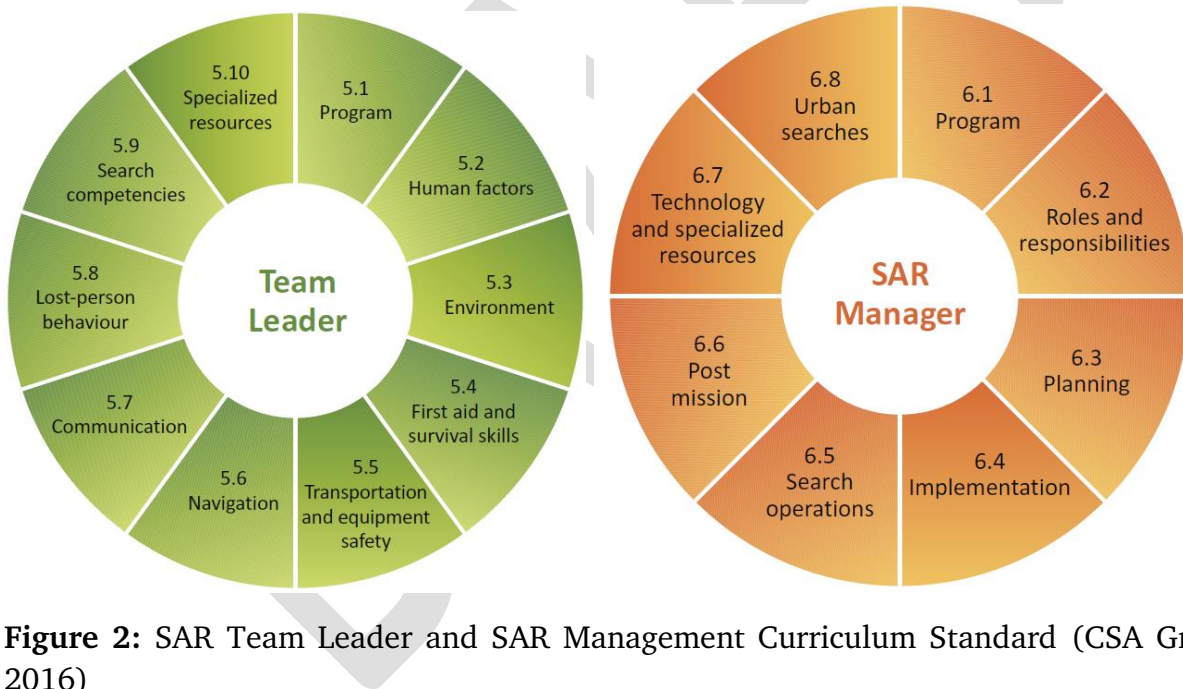 5.10
Specialized
resources
5.1
Program
5.2
Human factors
5.3
Environment
5.4
First aid and
survival skills
5.5
Transportation
and equipment
safety
5.6
Navigation
5.7
Communication
5.8
Lost-person
behaviour
5.9
Search
competencies
Team
Leader
6.8
Urban
searches
6.1
Program
6.2
Roles and
responsibilities
6.3
Planning
6.4
Implementation
6.5
Search
operations
6.6
Post
mission
6.7
Technology
and specialized
resources
SAR
Manager
Figure 2: SAR Team Leader and SAR Management Curriculum Standard (CSA
2016)